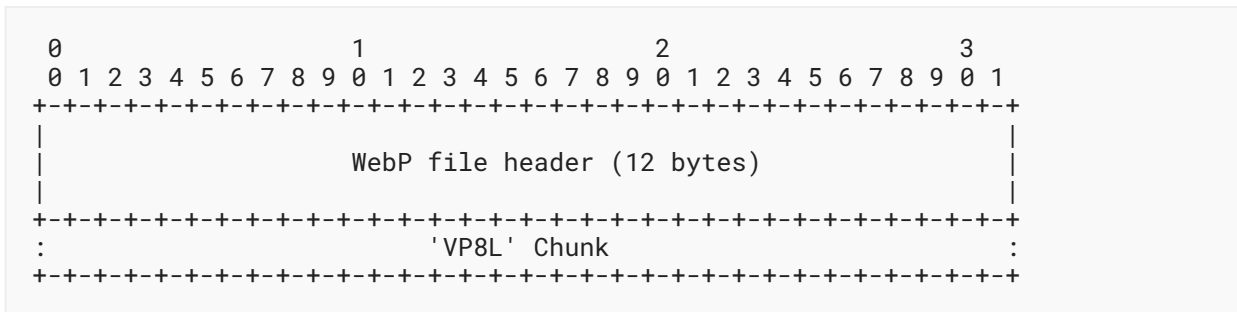 0                   1                   2                   3
 0 1 2 3 4 5 6 7 8 9 0 1 2 3 4 5 6 7 8 9 0 1 2 3 4 5 6 7 8 9 0 1
+-+-+-+-+-+-+-+-+-+-+-+-+-+-+-+-+-+-+-+-+-+-+-+-+-+-+-+-+-+-+-+-+
|                                                               |
|                    WebP file header (12 bytes)                |
|                                                               |
+-+-+-+-+-+-+-+-+-+-+-+-+-+-+-+-+-+-+-+-+-+-+-+-+-+-+-+-+-+-+-+-+
:                         'VP8L' Chunk                          :
+-+-+-+-+-+-+-+-+-+-+-+-+-+-+-+-+-+-+-+-+-+-+-+-+-+-+-+-+-+-+-+-+